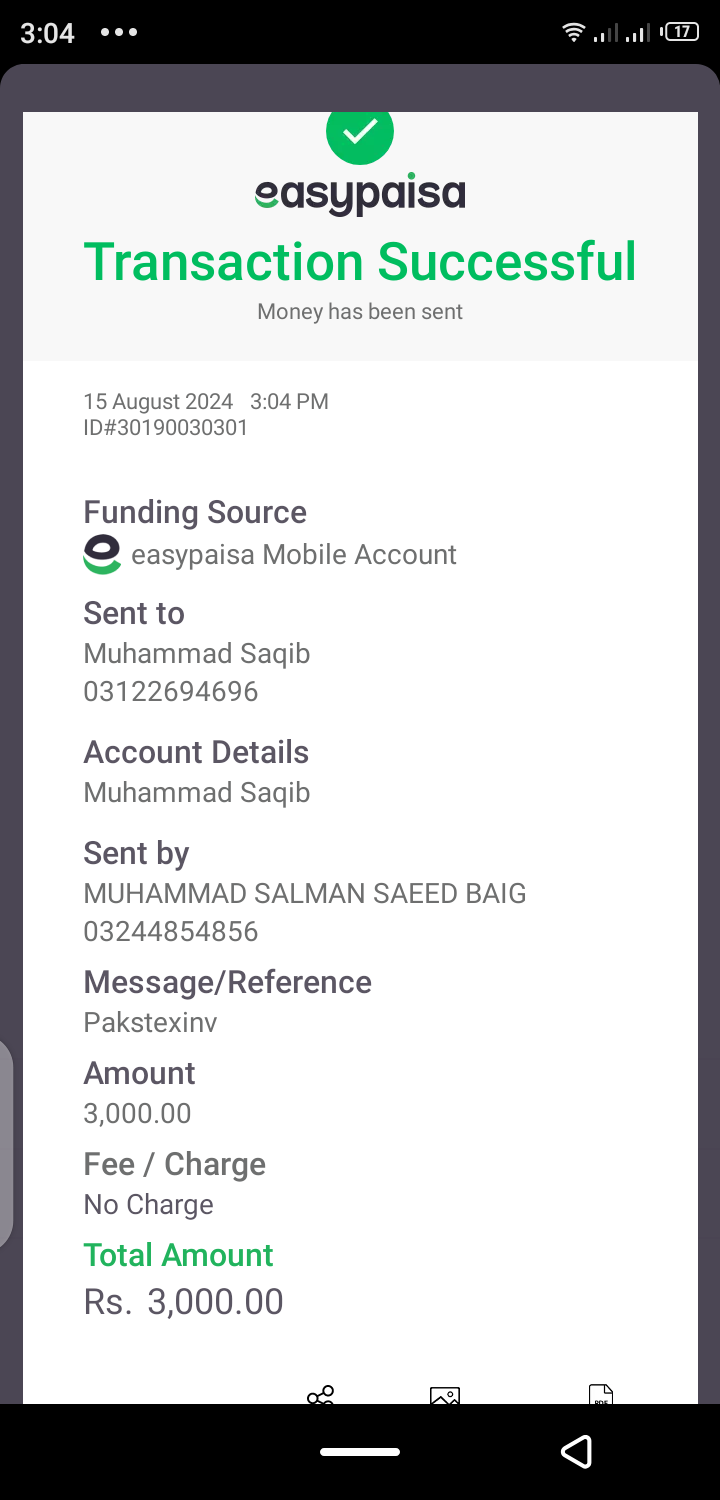 3:04
17
easypaisa
Transaction Successful
Money has been sent
15 August 2024 3:04 PM
ID#30190030301
Funding Source
easypaisa Mobile Account
Sent to
Muhammad Saqib
03122694696
Account Details
Muhammad Saqib
Sent by
MUHAMMAD SALMAN SAEED BAIG
03244854856
Message/Reference
Pakstexinv
Amount
3,000.00
Fee / Charge
No Charge
Total Amount
Rs. 3,000.00
PDF